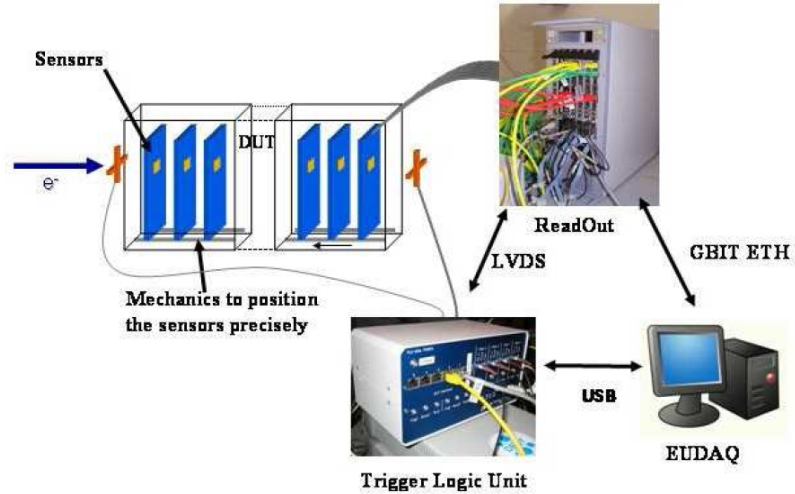 Sensors
DUT
e⁻
ReadOut
LVDS
GBIT ETH
Mechanics to position
the sensors precisely
USB
EUDAQ
Trigger Logic Unit